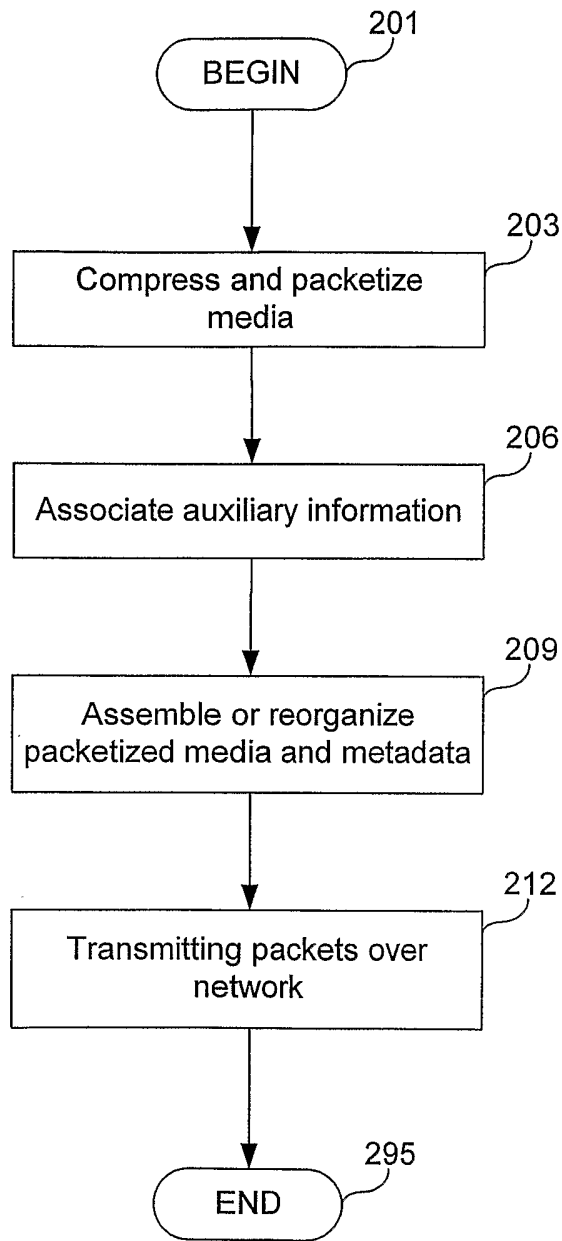 201
BEGIN
203
Compress and packetize
media
206
Associate auxiliary information
209
Assemble or reorganize
packetized media and metadata
212
Transmitting packets over
network
295
END